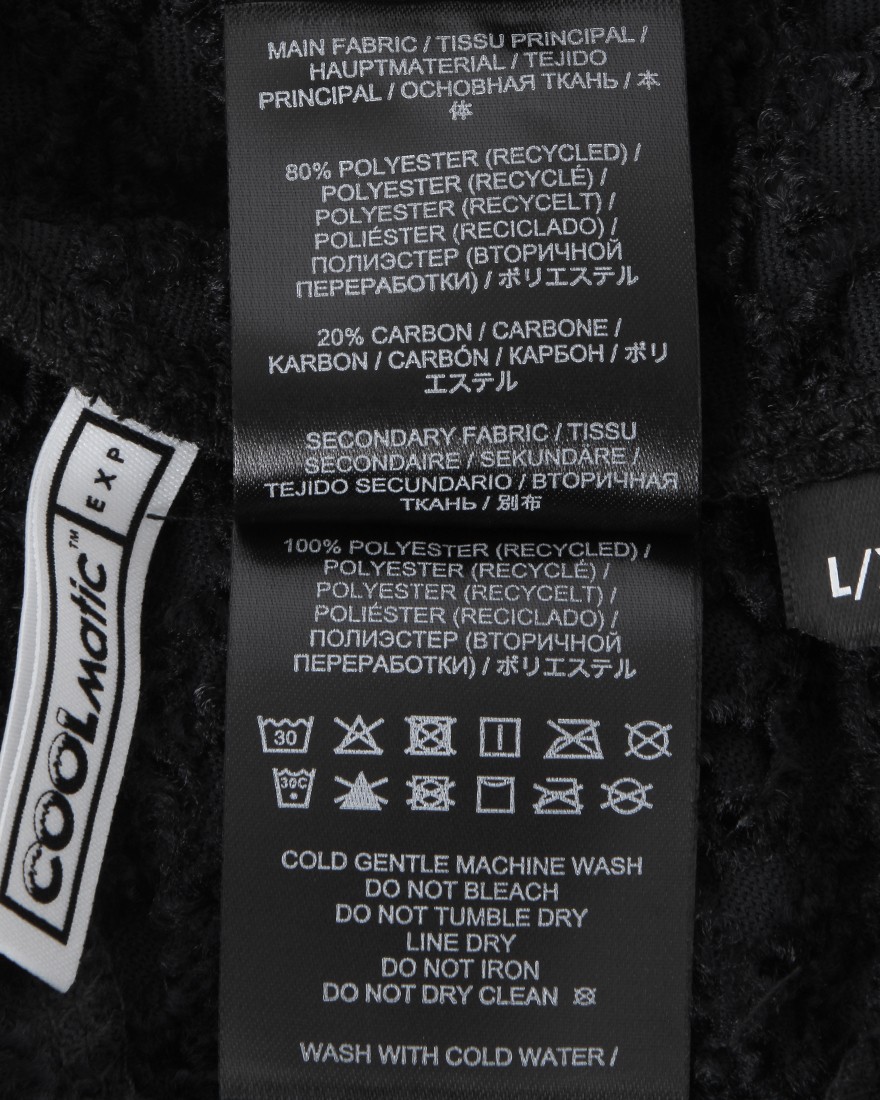 MAIN FABRIC / TISSU PRINCIPAL /
HAUPTMATERIAL / TEJIDO
PRINCIPAL / ОСНОВНАЯ ТКАНЬ / 本
体
80% POLYESTER (RECYCLED) /
POLYESTER (RECYCLÉ) /
POLYESTER (RECYCELT) /
POLIÉSTER (RECICLADO) /
ПОЛИЭСТЕР (ВТОРИЧНОЙ
ПЕРЕРАБОТКИ) / ポリエステル
20% CARBON / CARBONE /
KARBON / CARBÓN / КАРБОН / ポリ
エステル
SECONDARY FABRIC / TISSU
SECONDAIRE / SEKUNDÄRE /
TEJIDO SECUNDARIO / ВТОРИЧНАЯ
ТКАНЬ / 別布
100% POLYESTER (RECYCLED) /
POLYESTER (RECYCLÉ) /
POLYESTER (RECYCELT) /
POLIÉSTER (RECICLADO) /
ПОЛИЭСТЕР (ВТОРИЧНОЙ
ПЕРЕРАБОТКИ) / ポリエステル
30
30C
COLD GENTLE MACHINE WASH
DO NOT BLEACH
DO NOT TUMBLE DRY
LINE DRY
DO NOT IRON
DO NOT DRY CLEAN
WASH WITH COLD WATER /
COOLMatic™ EXP